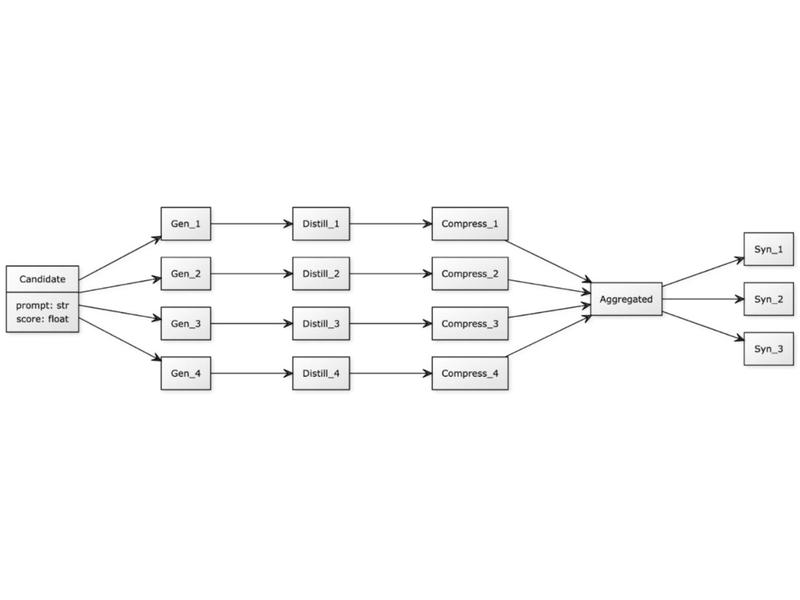 Candidate
prompt: str
score: float
Gen_1
Gen_2
Gen_3
Gen_4
Distill_1
Distill_2
Distill_3
Distill_4
Compress_1
Compress_2
Compress_3
Compress_4
Aggregated
Syn_1
Syn_2
Syn_3